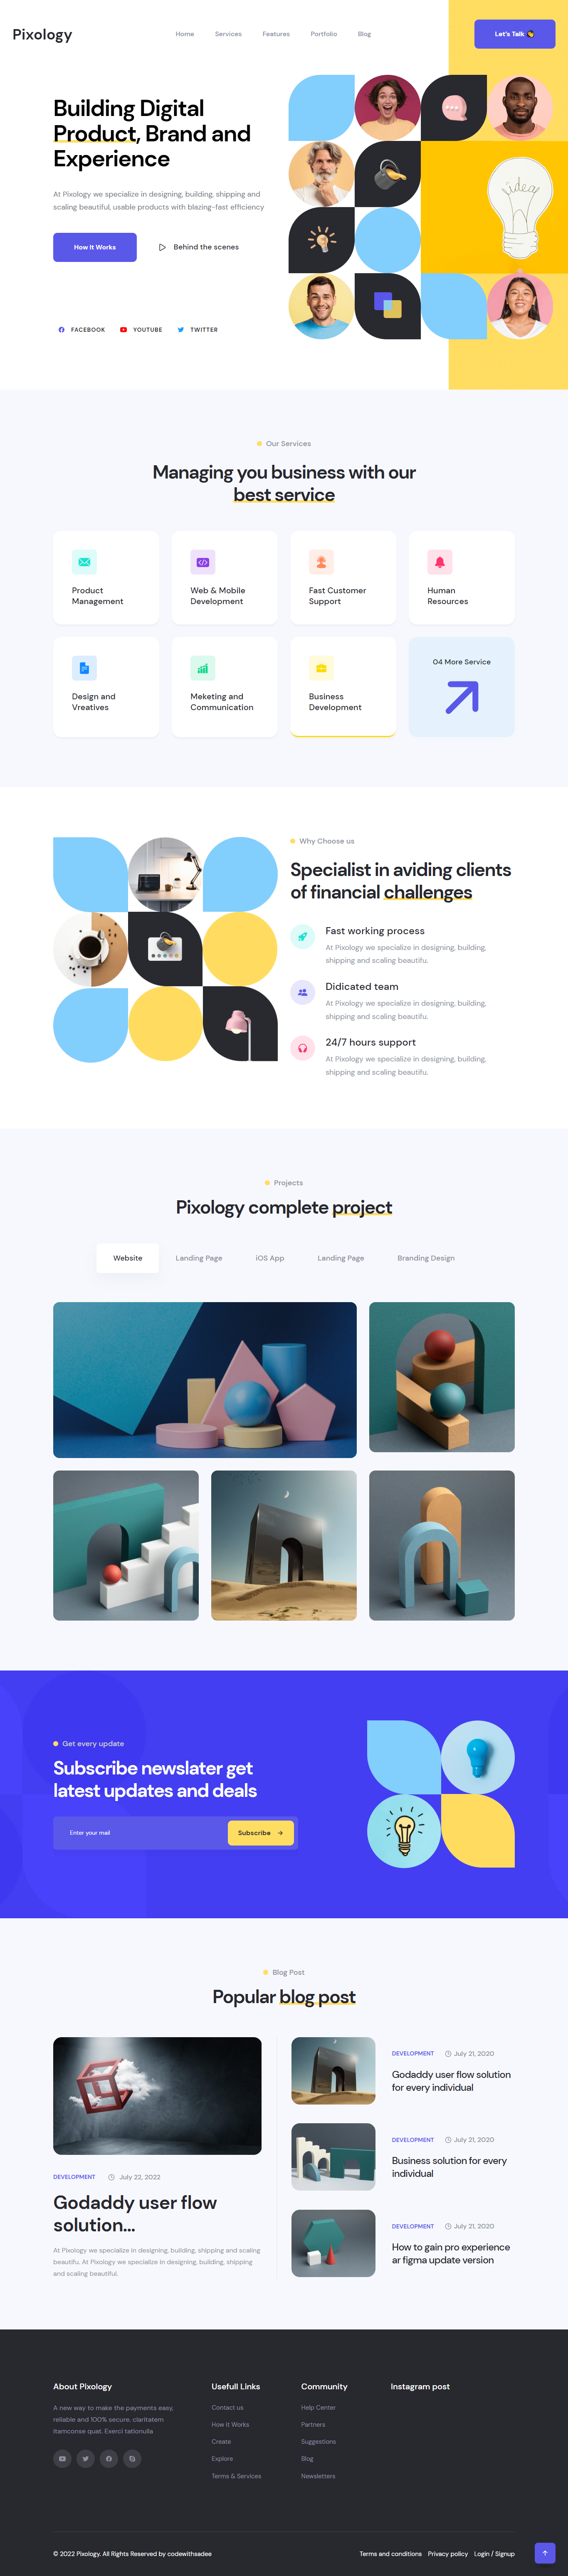 Pixology
Home
Services
Features
Portfolio
Blog
Let's Talk
Building Digital
Product, Brand and
Experience
At Pixology we specialize in designing, building, shipping and
scaling beautiful, usable products with blazing-fast efficiency
How It Works
Behind the scenes
FACEBOOK
YOUTUBE
TWITTER
idea
Our Services
Managing you business with our
best service
Product
Management
Web & Mobile
Development
Fast Customer
Support
Human
Resources
Design and
Vreatives
Meketing and
Communication
Business
Development
04 More Service
Why Choose us
Specialist in aviding clients
of financial challenges
Fast working process
At Pixology we specialize in designing, building,
shipping and scaling beautifu.
Didicated team
At Pixology we specialize in designing, building,
shipping and scaling beautifu.
24/7 hours support
At Pixology we specialize in designing, building,
shipping and scaling beautifu.
Projects
Pixology complete project
Website
Landing Page
iOS App
Landing Page
Branding Design
Get every update
Subscribe newslater get
latest updates and deals
Enter your mail
Subscribe
Blog Post
Popular blog post
DEVELOPMENT
July 22, 2022
Godaddy user flow
solution...
At Pixology we specialize in designing, building, shipping and scaling
beautifu. At Pixology we specialize in designing, building, shipping
and scaling beautiful.
DEVELOPMENT
July 21, 2020
Godaddy user flow solution
for every individual
DEVELOPMENT
July 21, 2020
Business solution for every
individual
DEVELOPMENT
July 21, 2020
How to gain pro experience
ar figma update version
About Pixology
A new way to make the payments easy,
reliable and 100% secure. claritatem
itamconse quat. Exerci tationulla
Usefull Links
Contact us
How it Works
Create
Explore
Terms & Services
Community
Help Center
Partners
Suggestions
Blog
Newsletters
Instagram post
© 2022 Pixology. All Rights Reserved by codewithsadee
Terms and conditions
Privacy policy
Login / Signup